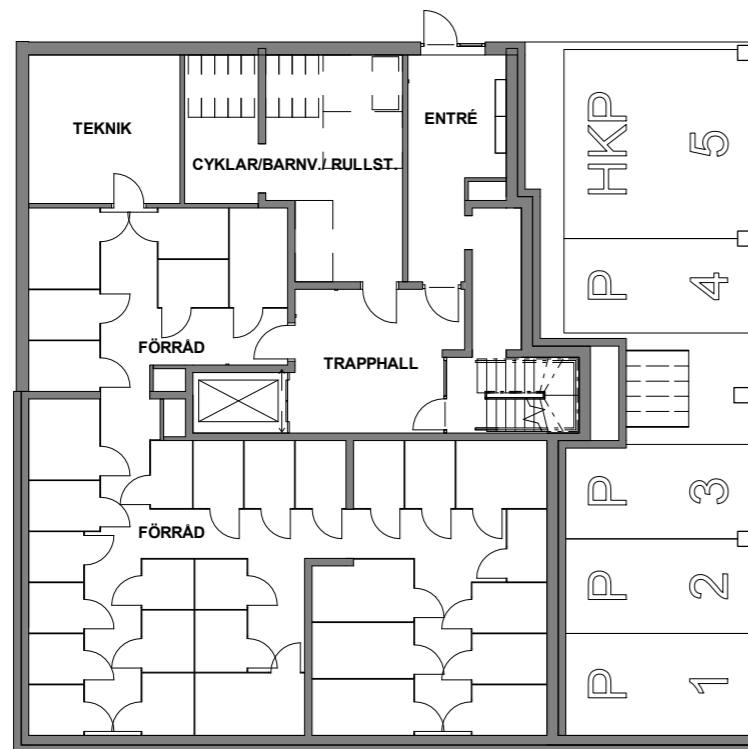 TEKNIK
ENTRÉ
CYKLAR/BARNV./ RULLST.
HKP 5
P 4
FÖRRÅD
TRAPPHALL
P 3
FÖRRÅD
P 2
P 1